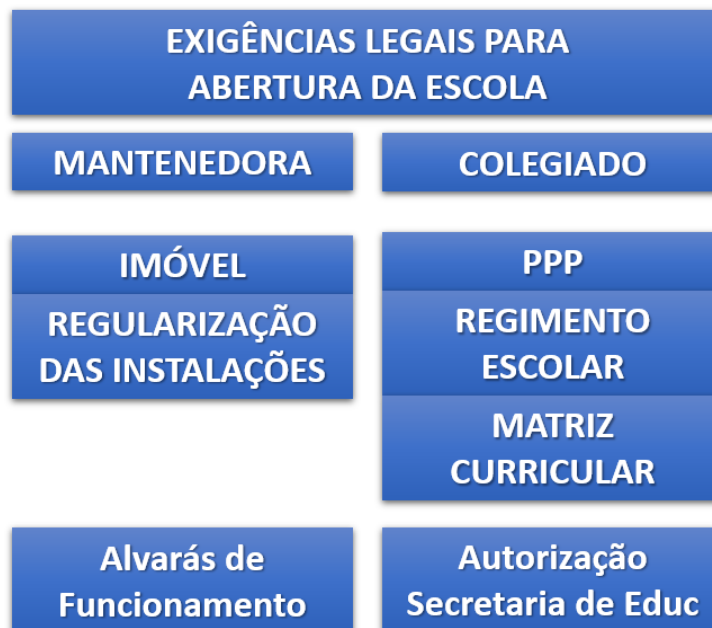 EXIGÊNCIAS LEGAIS PARA
ABERTURA DA ESCOLA
MANTENEDORA
COLEGIADO
IMÓVEL
REGULARIZAÇÃO
DAS INSTALAÇÕES
PPP
REGIMENTO
ESCOLAR
MATRIZ
CURRICULAR
Alvarás de
Funcionamento
Autorização
Secretaria de Educ